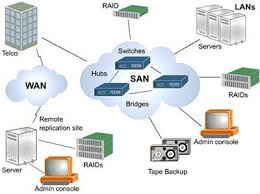 RAID
LANs
Telco
Switches
Servers
Hubs
SAN
WAN
RAIDs
Bridges
Remote
replication site
Admin console
Server
RAIDs
Admin console
Tape Backup